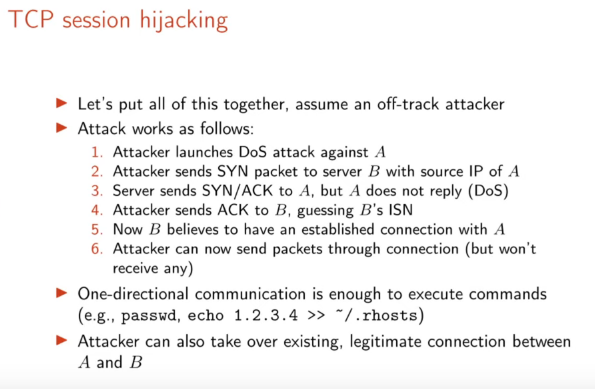 TCP session hijacking
▶ Let's put all of this together, assume an off-track attacker
▶ Attack works as follows:
1. Attacker launches DoS attack against A
2. Attacker sends SYN packet to server B with source IP of A
3. Server sends SYN/ACK to A, but A does not reply (DoS)
4. Attacker sends ACK to B, guessing B's ISN
5. Now B believes to have an established connection with A
6. Attacker can now send packets through connection (but won't
receive any)
▶ One-directional communication is enough to execute commands
(e.g., passwd, echo 1.2.3.4 >> ~/.rhosts)
▶ Attacker can also take over existing, legitimate connection between
A and B